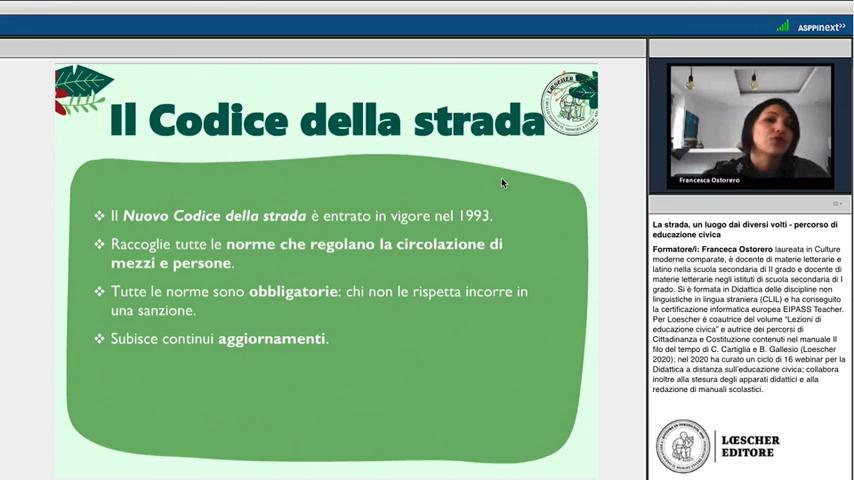 ASPPInext>>
Il Codice della strada
❖ Il Nuovo Codice della strada è entrato in vigore nel 1993.
❖ Raccoglie tutte le norme che regolano la circolazione di
mezzi e persone.
❖ Tutte le norme sono obbligatorie: chi non le rispetta incorre in
una sanzione.
❖ Subisce continui aggiornamenti.
Francesca Ostorero
La strada, un luogo dai diversi volti - percorso di
educazione civica
Formatore/i: Franceca Ostorero laureata in Culture
moderne comparate, è docente di materie letterarie e
latino nella scuola secondaria di II grado e docente di
materie letterarie negli istituti di scuola secondaria di I
grado. Si è formata in Didattica delle discipline non
linguistiche in lingua straniera (CLIL) e ha conseguito
la certificazione informatica europea EIPASS Teacher.
Per Loescher è coautrice del volume “Lezioni di
educazione civica” e autrice dei percorsi di
Cittadinanza e Costituzione contenuti nel manuale Il
filo del tempo di C. Cartiglia e B. Gallesio (Loescher
2020); nel 2020 ha curato un ciclo di 16 webinar per la
Didattica a distanza sull'educazione civica; collabora
inoltre alla stesura degli apparati didattici e alla
redazione di manuali scolastici.
LŒSCHER
EDITORE